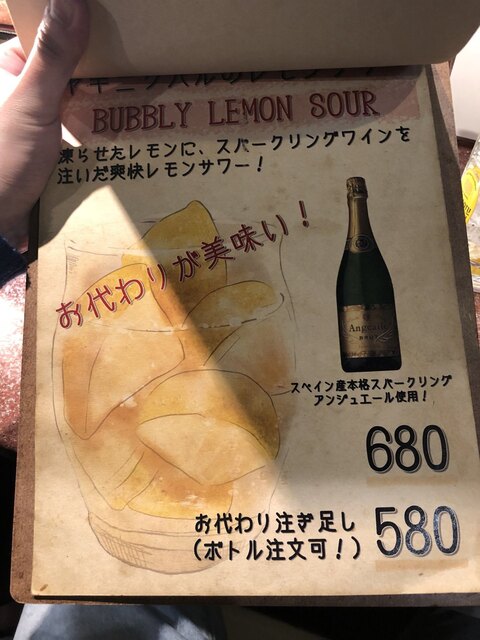 BUBBLY LEMON SOUR
凍らせたレモンに、スパークリングワインを
注いだ爽快レモンサワー！
お代わりが美味い！
Angeaile
スペイン産本格スパークリング
アンジュエール使用！
680
お代わり注ぎ足し 580
（ボトル注文可！）